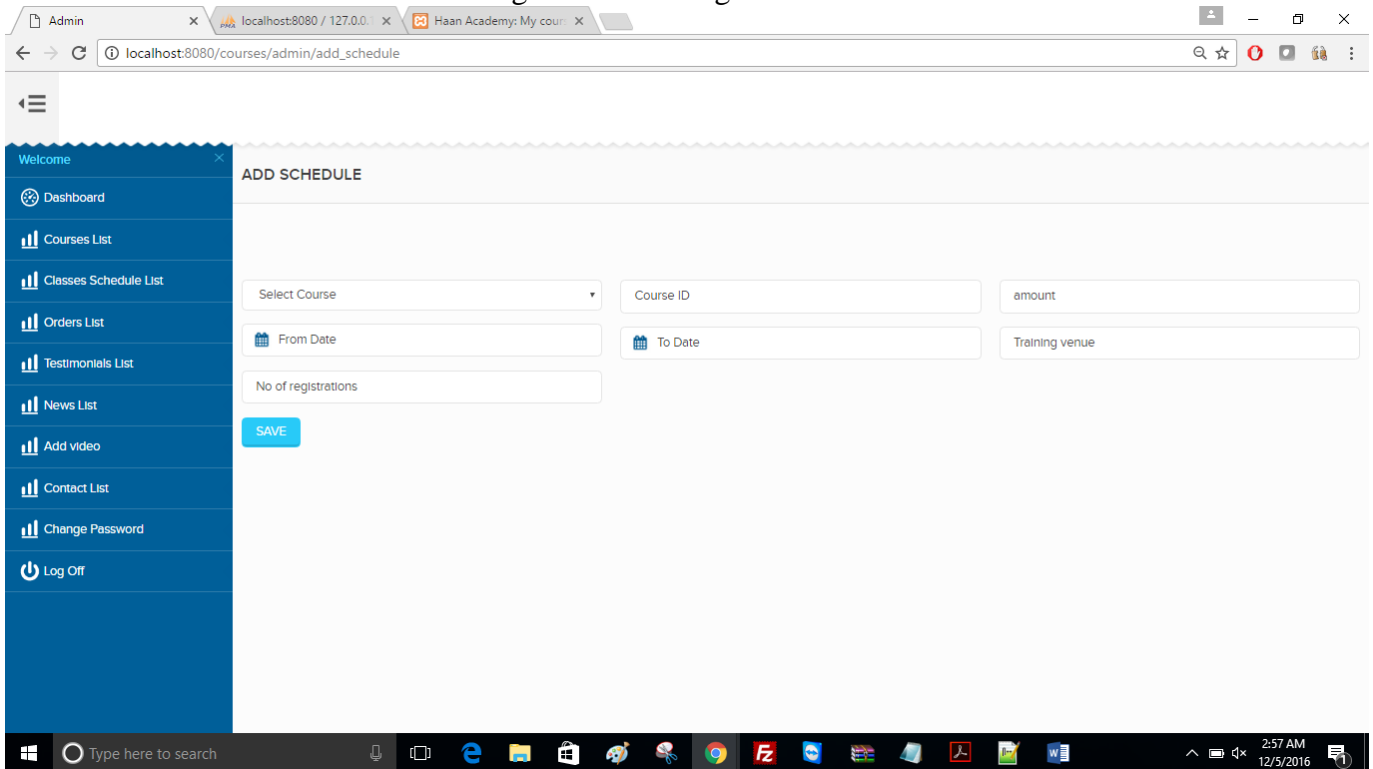 Admin
localhost:8080 / 127.0.0.1
Haan Academy: My cour
localhost:8080/courses/admin/add_schedule
Welcome
ADD SCHEDULE
Dashboard
Courses List
Classes Schedule List
Orders List
Testimonials List
News List
Add video
Contact List
Change Password
Log Off
Select Course
Course ID
amount
From Date
To Date
Training venue
No of registrations
SAVE
Type here to search
2:57 AM
12/5/2016